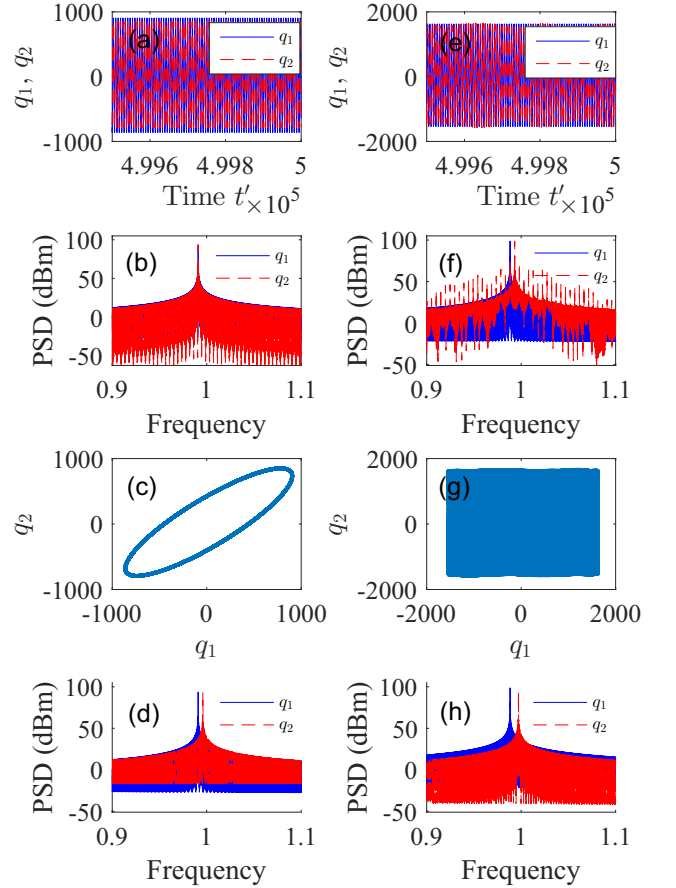 1000
0
-1000
q1, q2
(a)
q1
q2
4.996
4.998
5
Time t′×10^5
2000
0
-2000
q1, q2
(e)
q1
q2
4.996
4.998
5
Time t′×10^5
100
50
0
-50
PSD (dBm)
(b)
q1
q2
0.9
1
1.1
Frequency
100
50
0
-50
PSD (dBm)
(f)
q1
q2
0.9
1
1.1
Frequency
1000
0
-1000
q2
(c)
-1000
0
1000
q1
2000
0
-2000
q2
(g)
-2000
0
2000
q1
100
50
0
-50
PSD (dBm)
(d)
q1
q2
0.9
1
1.1
Frequency
100
50
0
-50
PSD (dBm)
(h)
q1
q2
0.9
1
1.1
Frequency